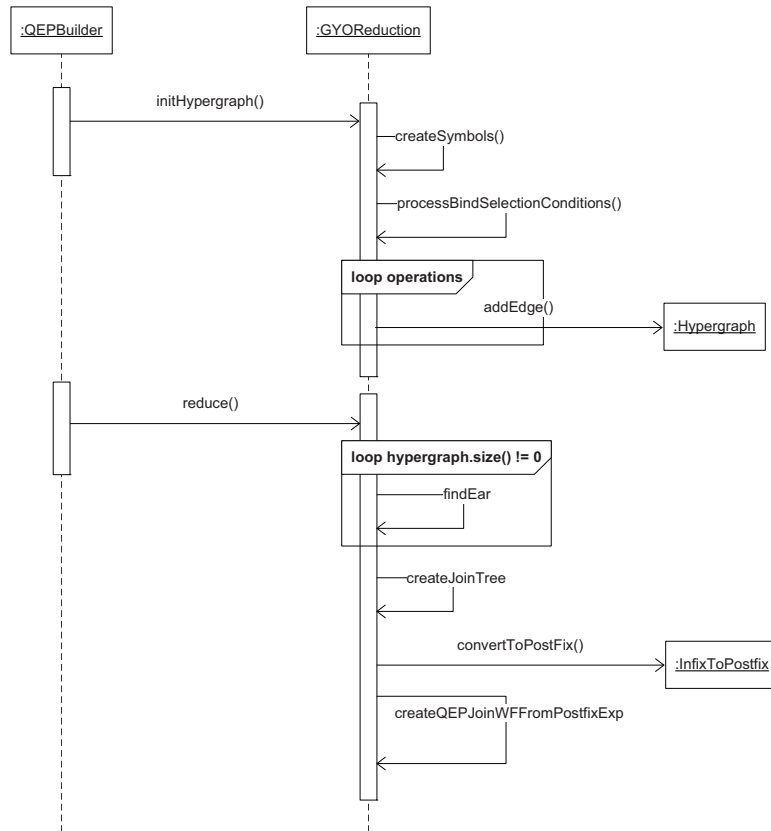 :QEPBuilder
:GYOReduction
initHypergraph()
createSymbols()
processBindSelectionConditions()
loop operations
addEdge()
:Hypergraph
reduce()
loop hypergraph.size() != 0
findEar
createJoinTree
convertToPostFix()
:InfixToPostfix
createQEPJoinWFFromPostfixExp